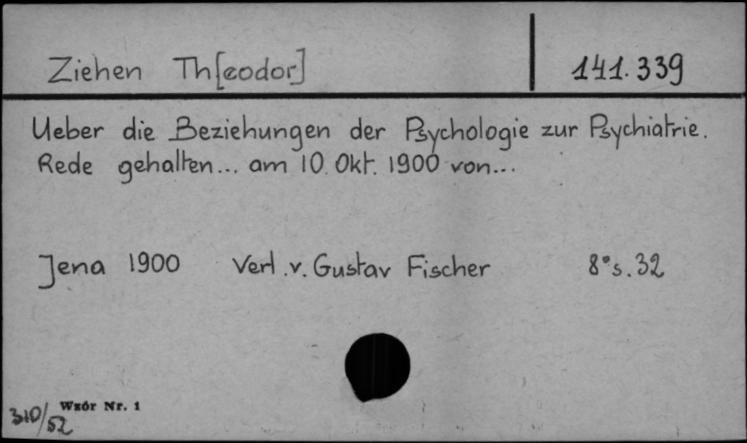 Ziehen Th[eodor] 141.339
Ueber die Beziehungen der Psychologie zur Psychiatrie.
Rede gehalten... am 10. Okt. 1900 von...
Jena 1900 Verl. v. Gustav Fischer 8° s. 32
310/52 Wzór Nr. 1